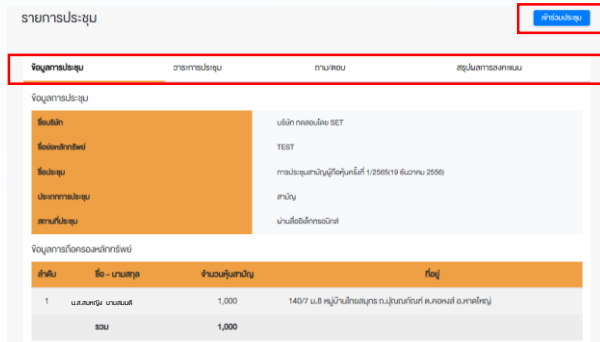 รายการประชุม เข้าร่วมประชุม
ข้อมูลการประชุม วาระการประชุม ถาม/ตอบ สรุปผลการลงคะแนน
ข้อมูลการประชุม
ชื่อบริษัท บริษัท ทดสอบโดย SET
ชื่อย่อหลักทรัพย์ TEST
ชื่อประชุม การประชุมสามัญผู้ถือหุ้นครั้งที่ 1/2565(19 ธันวาคม 2556)
ประเภทการประชุม สามัญ
สถานที่ประชุม ผ่านสื่ออิเล็กทรอนิกส์
ข้อมูลการถือครองหลักทรัพย์
ลำดับ ชื่อ - นามสกุล จำนวนหุ้นสามัญ ที่อยู่
1 น.ส.สมหญิง นามสมมติ 1,000 140/7 ม.8 หมู่บ้านไทยสมุทร ถ.ปุณณกัณฑ์ ต.คอหงส์ อ.หาดใหญ่
รวม 1,000